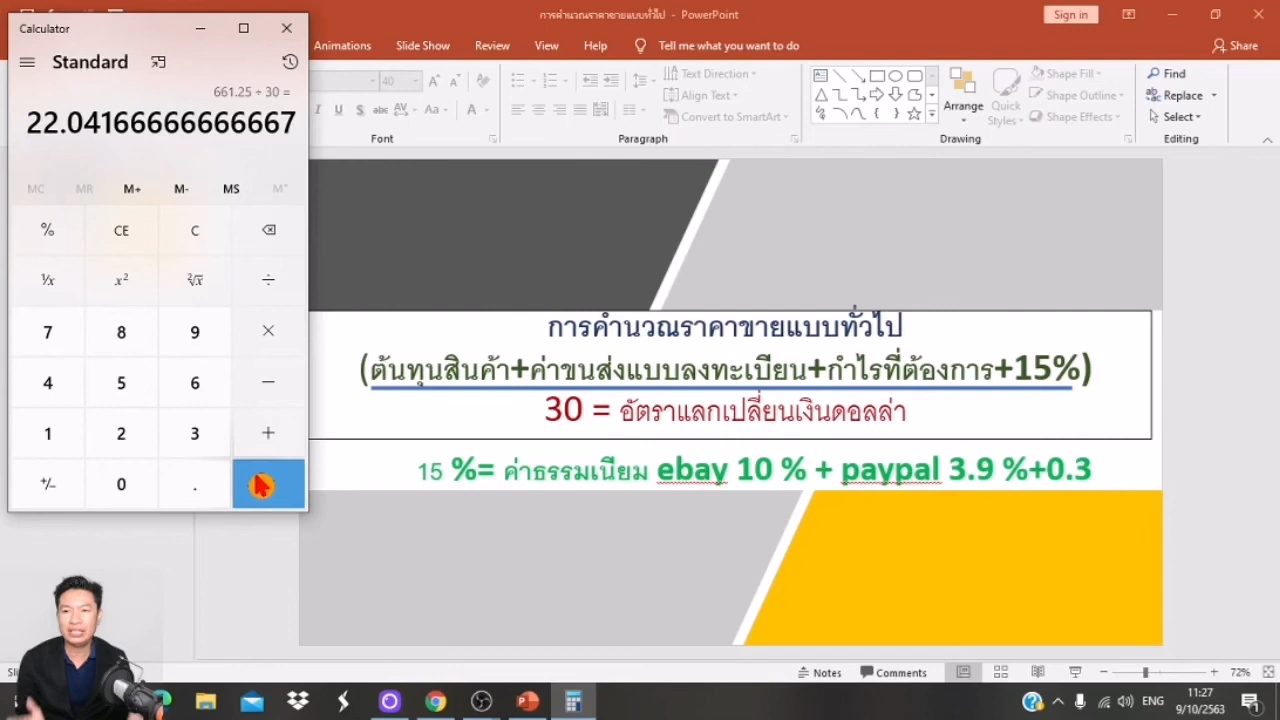 การคำนวณราคาขายแบบทั่วไป - PowerPoint
Sign in
Calculator
Animations
Slide Show
Review
View
Help
Tell me what you want to do
Share
Standard
661.25 ÷ 30 =
22.04166666666667
MC MR M+ M- MS M˅
% CE C
⅟x x² ²√x ÷
7 8 9 ×
4 5 6 −
1 2 3 +
+/− 0 .
40
Aa
A
Text Direction
Align Text
Convert to SmartArt
Arrange
Quick Styles
Shape Fill
Shape Outline
Shape Effects
Find
Replace
Select
Font
Paragraph
Drawing
Editing
การคำนวณราคาขายแบบทั่วไป
(ต้นทุนสินค้า+ค่าขนส่งแบบลงทะเบียน+กำไรที่ต้องการ+15%)
30 = อัตราแลกเปลี่ยนเงินดอลล่า
15 %= ค่าธรรมเนียม ebay 10 % + paypal 3.9 %+0.3
Notes
Comments
72%
ENG
11:27
9/10/2563